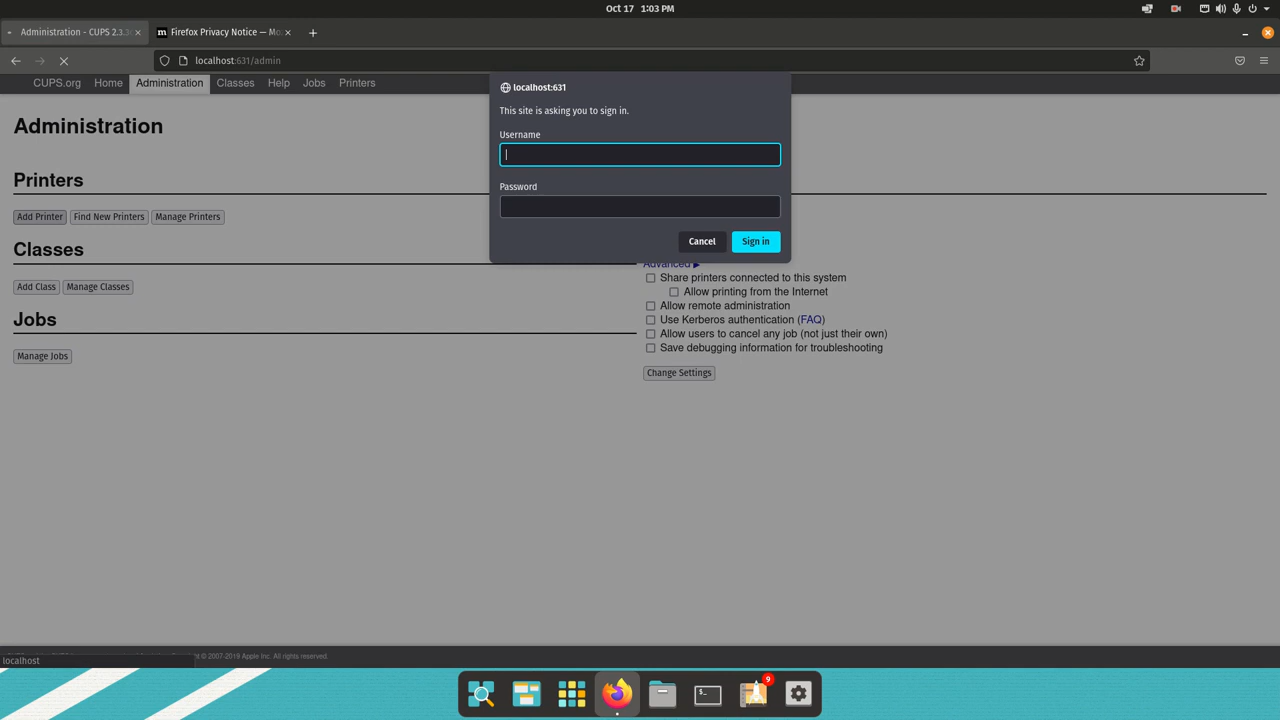 Oct 17 1:03 PM
Administration - CUPS 2.3.3
Firefox Privacy Notice — Mo
localhost:631/admin
CUPS.org Home Administration Classes Help Jobs Printers
localhost:631
This site is asking you to sign in.
Username
Password
Cancel Sign in
Administration
Printers
Add Printer Find New Printers Manage Printers
Classes
Add Class Manage Classes
Jobs
Manage Jobs
Advanced ▶
Share printers connected to this system
Allow printing from the Internet
Allow remote administration
Use Kerberos authentication (FAQ)
Allow users to cancel any job (not just their own)
Save debugging information for troubleshooting
Change Settings
© 2007-2019 Apple Inc. All rights reserved.
localhost
9